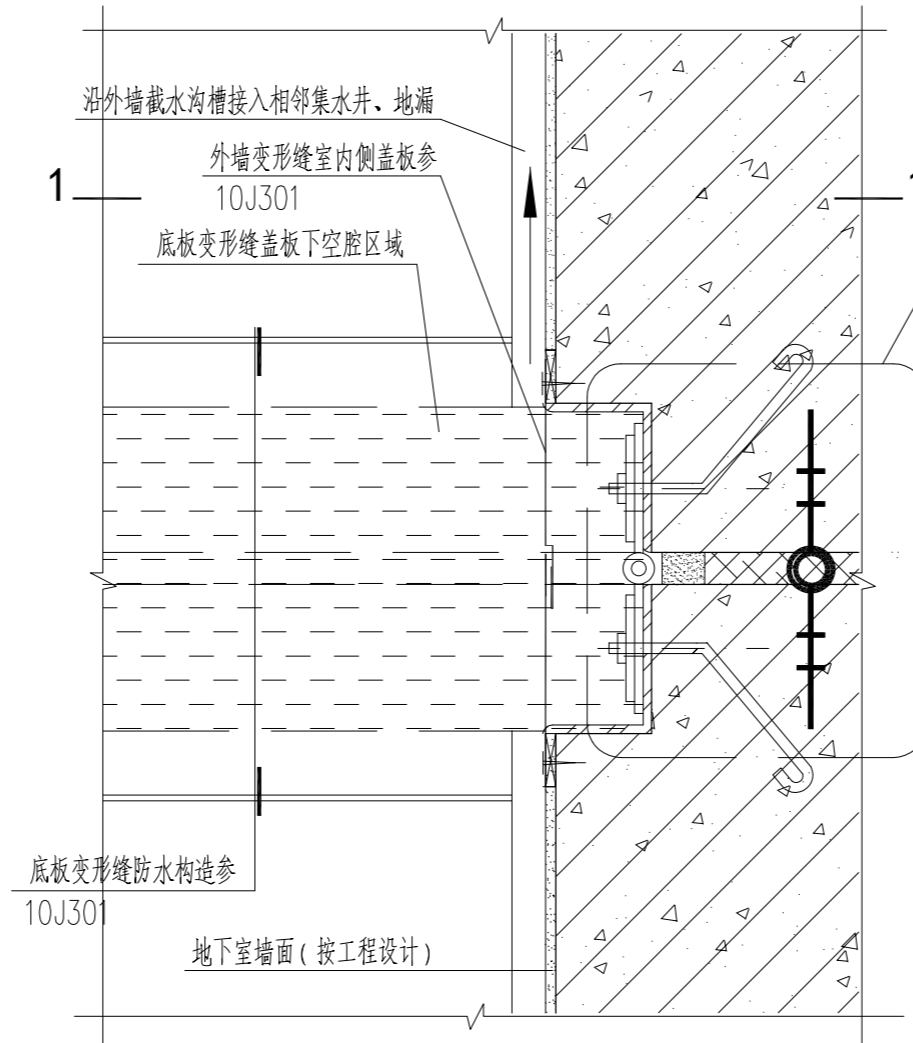 沿外墙截水沟槽接入相邻集水井、地漏
外墙变形缝室内侧盖板参
10J301
1
底板变形缝盖板下空腔区域
底板变形缝防水构造参
10J301
地下室墙面(按工程设计)